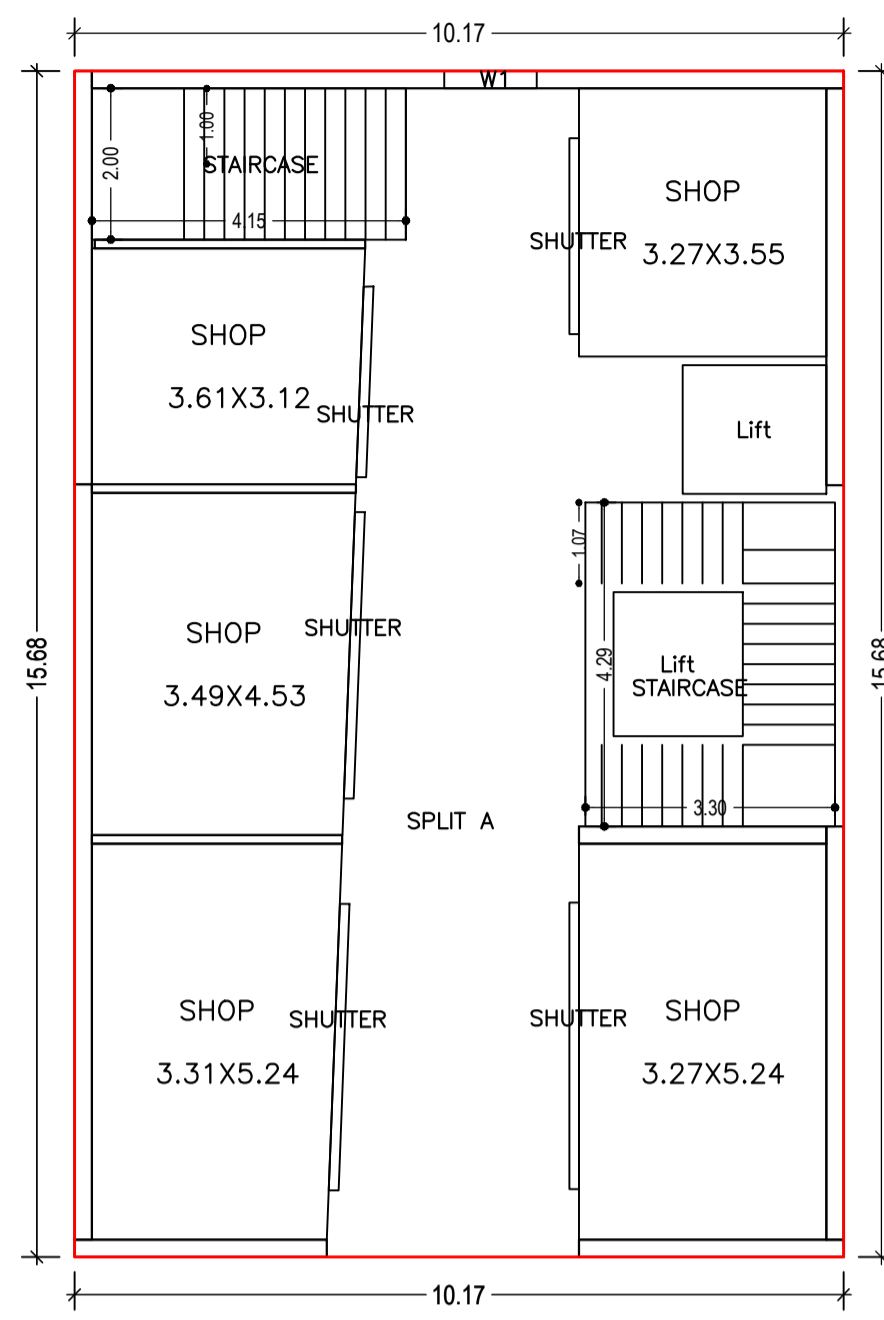 10.17
W1
1.00
2.00
STAIRCASE
4.15
SHOP
3.27X3.55
SHUTTER
SHOP
3.61X3.12
SHUTTER
Lift
1.07
SHOP
3.49X4.53
SHUTTER
15.68
15.68
4.29
Lift
STAIRCASE
3.30
SPLIT A
SHOP
3.31X5.24
SHUTTER
SHUTTER
SHOP
3.27X5.24
10.17